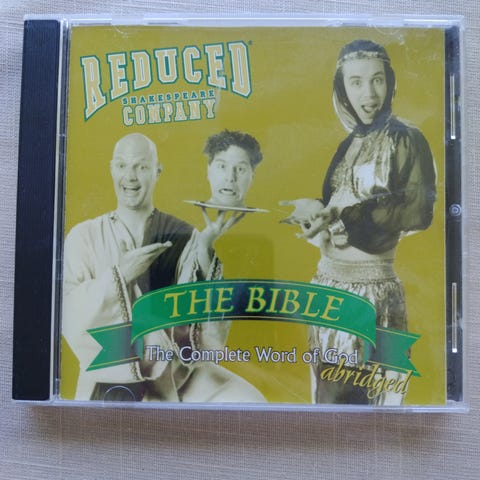 REDUCED
SHAKESPEARE
COMPANY
THE BIBLE
The Complete Word of God
abridged